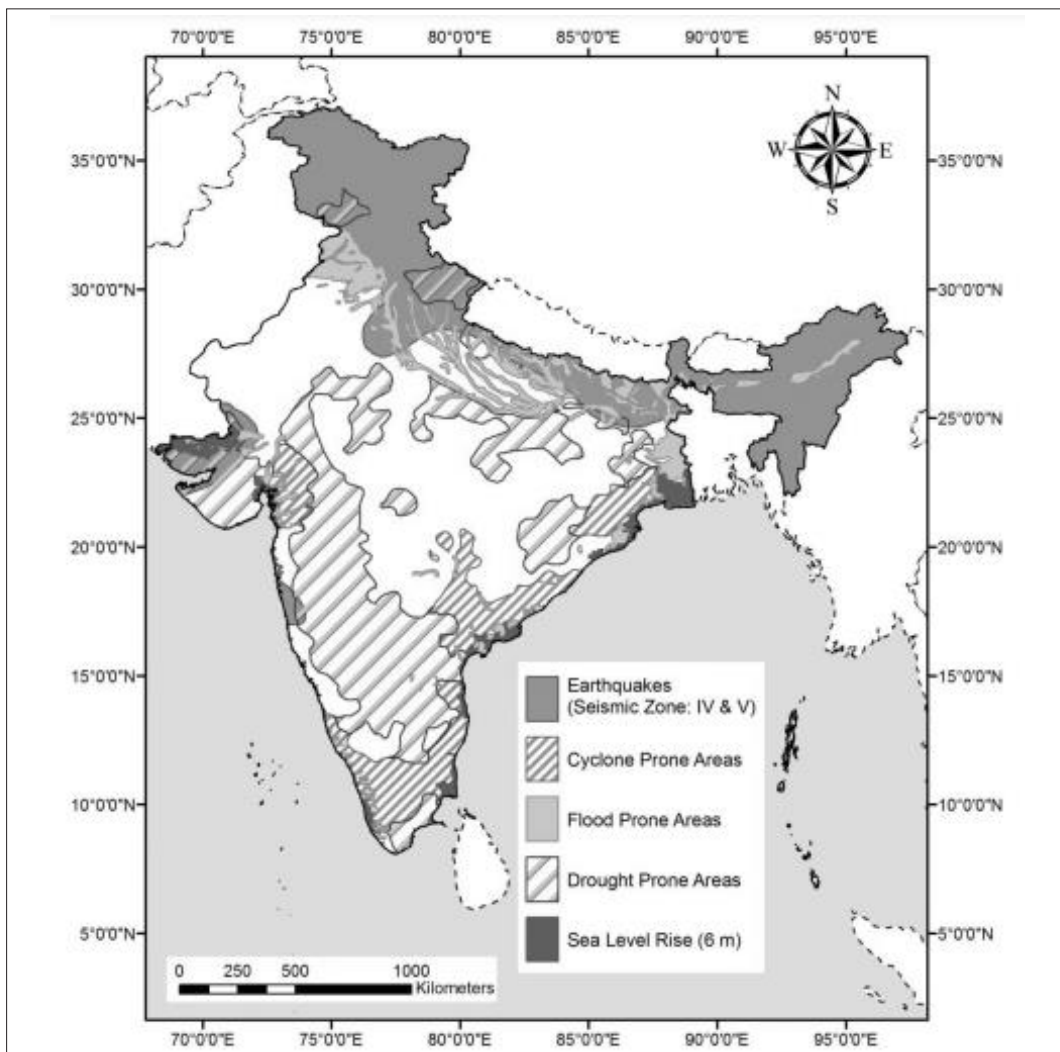 70°0'0"E 75°0'0"E 80°0'0"E 85°0'0"E 90°0'0"E 95°0'0"E
N
W E
S
35°0'0"N 35°0'0"N
30°0'0"N 30°0'0"N
25°0'0"N 25°0'0"N
20°0'0"N 20°0'0"N
15°0'0"N 15°0'0"N
10°0'0"N 10°0'0"N
5°0'0"N 5°0'0"N
Earthquakes
(Seismic Zone: IV & V)
Cyclone Prone Areas
Flood Prone Areas
Drought Prone Areas
Sea Level Rise (6 m)
0 250 500 1000
Kilometers
70°0'0"E 75°0'0"E 80°0'0"E 85°0'0"E 90°0'0"E 95°0'0"E